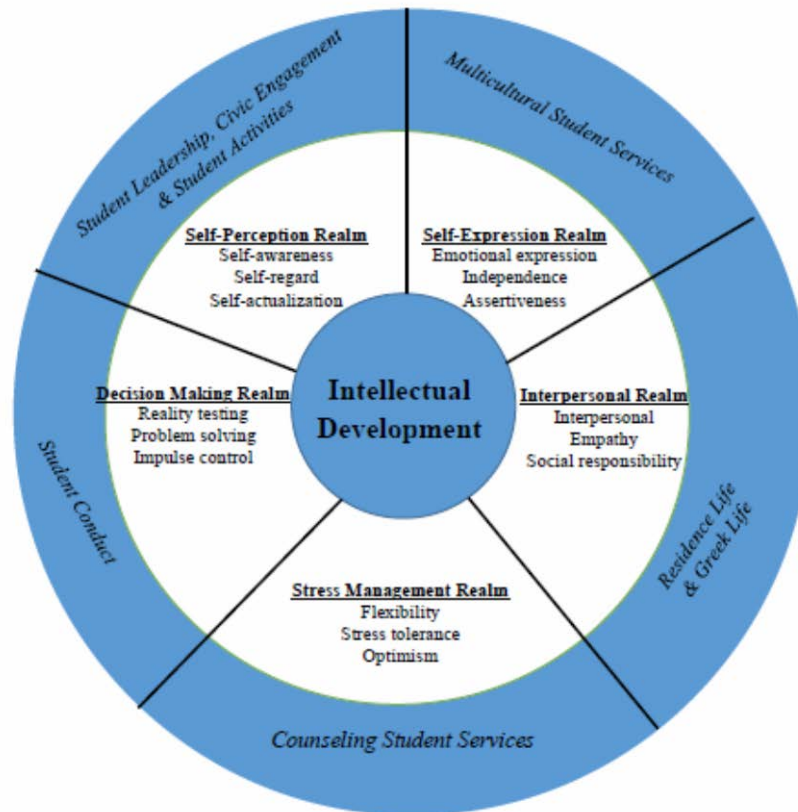 Student Leadership, Civic Engagement
& Student Activities
Multicultural Student Services
Self-Perception Realm
Self-awareness
Self-regard
Self-actualization
Self-Expression Realm
Emotional expression
Independence
Assertiveness
Intellectual
Development
Decision Making Realm
Reality testing
Problem solving
Impulse control
Interpersonal Realm
Interpersonal
Empathy
Social responsibility
Student Conduct
Residence Life
& Greek Life
Stress Management Realm
Flexibility
Stress tolerance
Optimism
Counseling Student Services